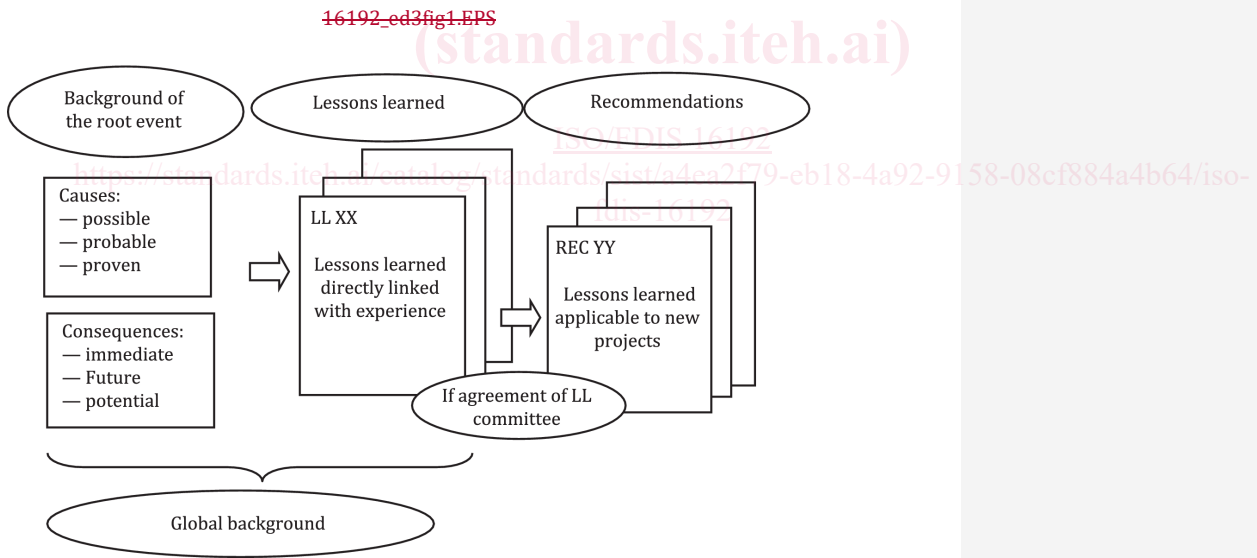 16192_ed3fig1.EPS
(standards.iteh.ai)
Background of
the root event
Lessons learned
Recommendations
ISO/FDIS 16192
https://standards.iteh.ai/catalog/standards/sist/a4ea2f79-eb18-4a92-9158-08cf884a4b64/iso-
fdis-16192
Causes:
— possible
— probable
— proven
Consequences:
— immediate
— Future
— potential
LL XX
Lessons learned
directly linked
with experience
REC YY
Lessons learned
applicable to new
projects
If agreement of LL
committee
Global background